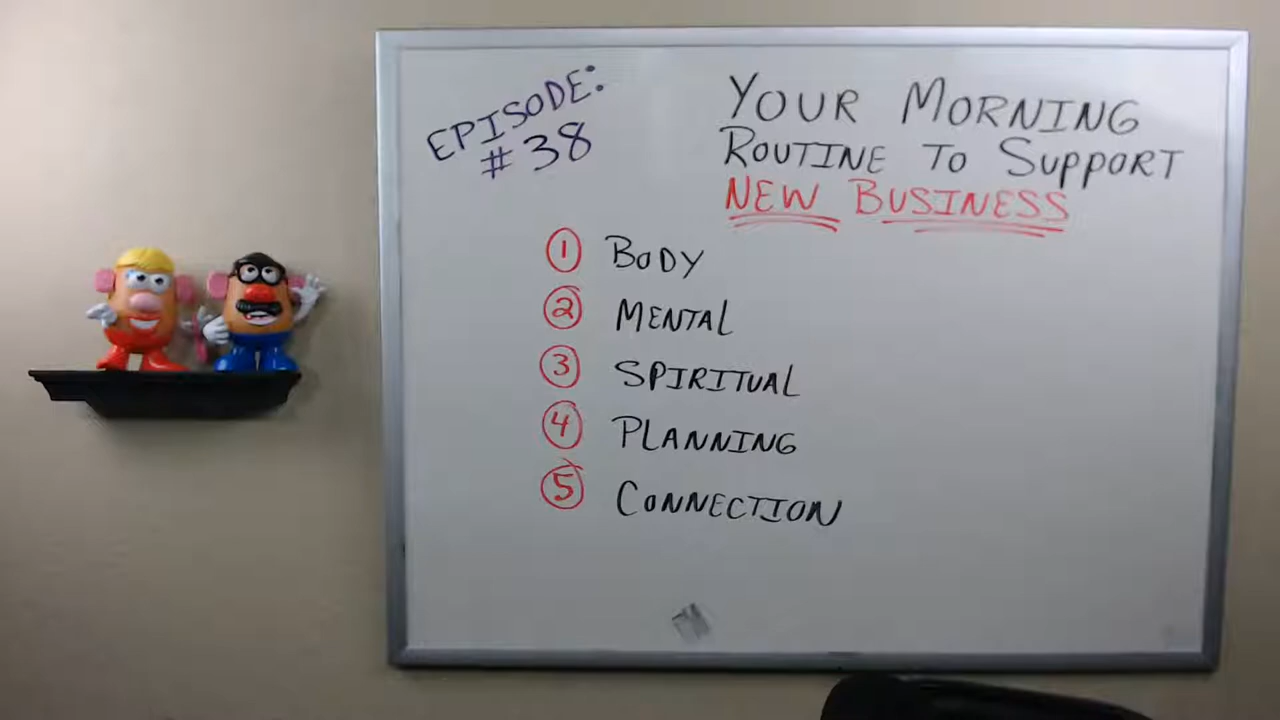 EPISODE:
#38
YOUR MORNING
ROUTINE TO SUPPORT
NEW BUSINESS
1 BODY
2 MENTAL
3 SPIRITUAL
4 PLANNING
5 CONNECTION